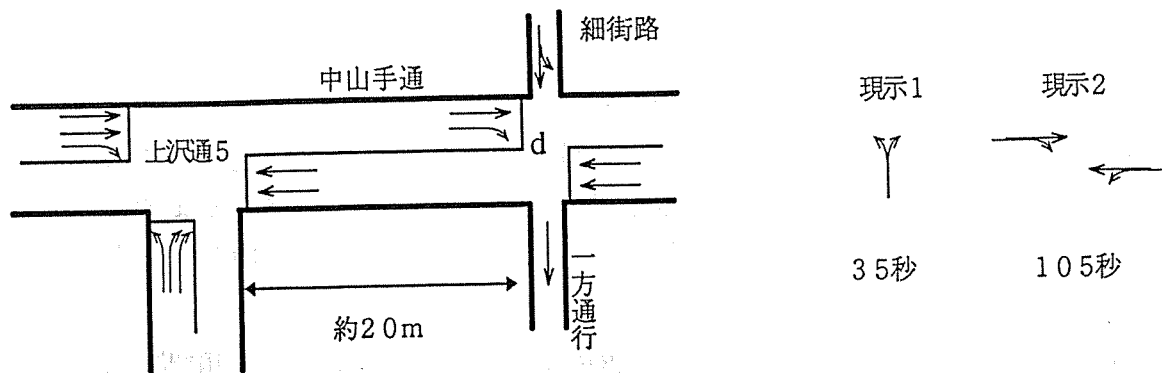 細街路
中山手通
上沢通5
d
一方通行
約20m
現示1
現示2
35秒
105秒